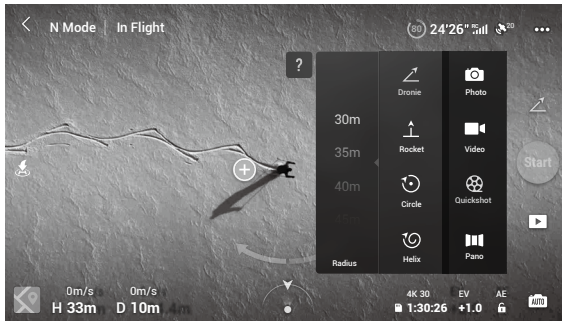 N Mode In Flight
80 24'26" RC 20
?
Dronie Photo
30m
35m Rocket Video
Start
40m
Circle Quickshot
Radius Helix Pano
0m/s 0m/s 4K 30 EV AE
H 33m D 10m 1:30:26 +1.0 AUTO